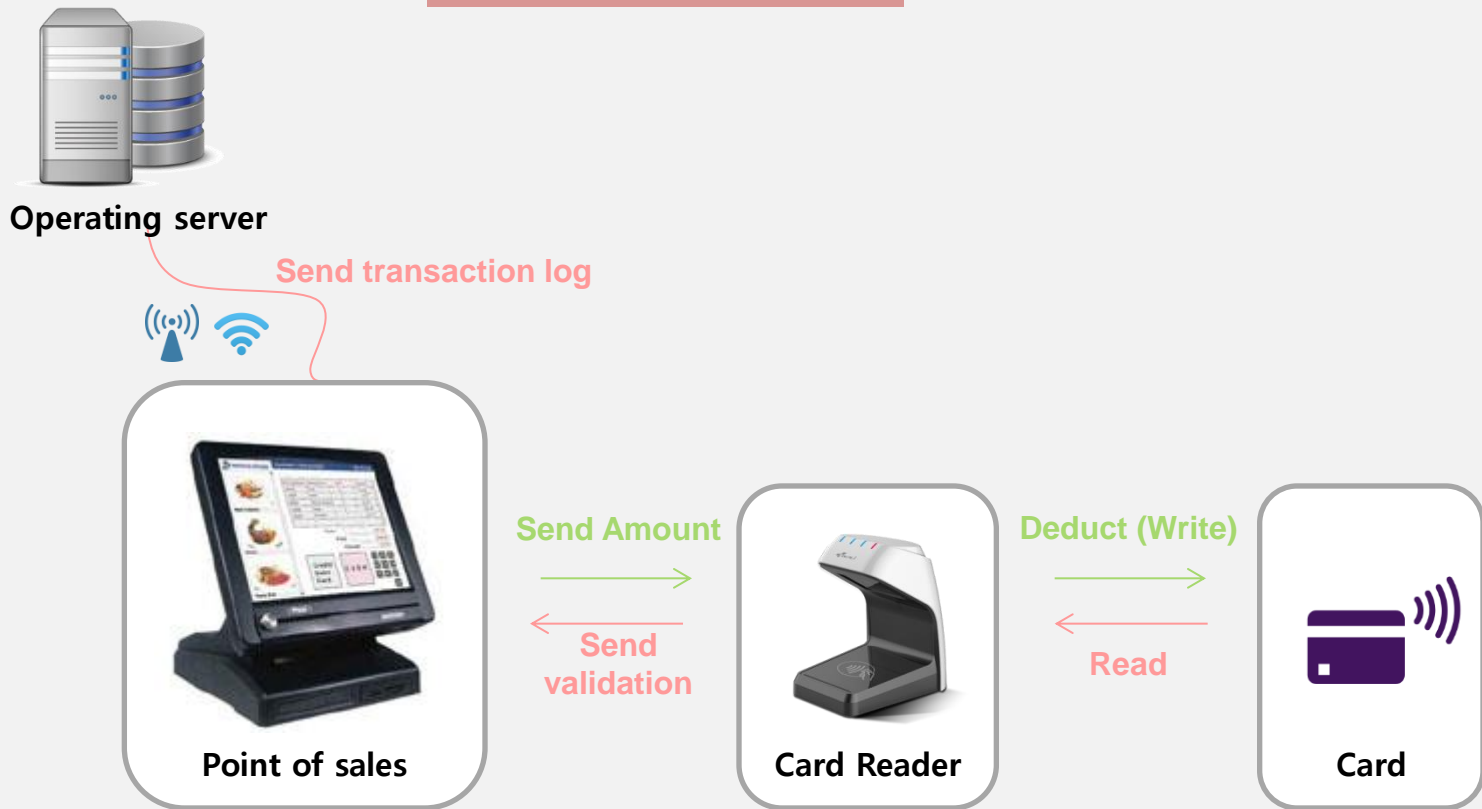 Operating server
Send transaction log
Send Amount
Deduct (Write)
Send
validation
Read
Point of sales
Card Reader
Card